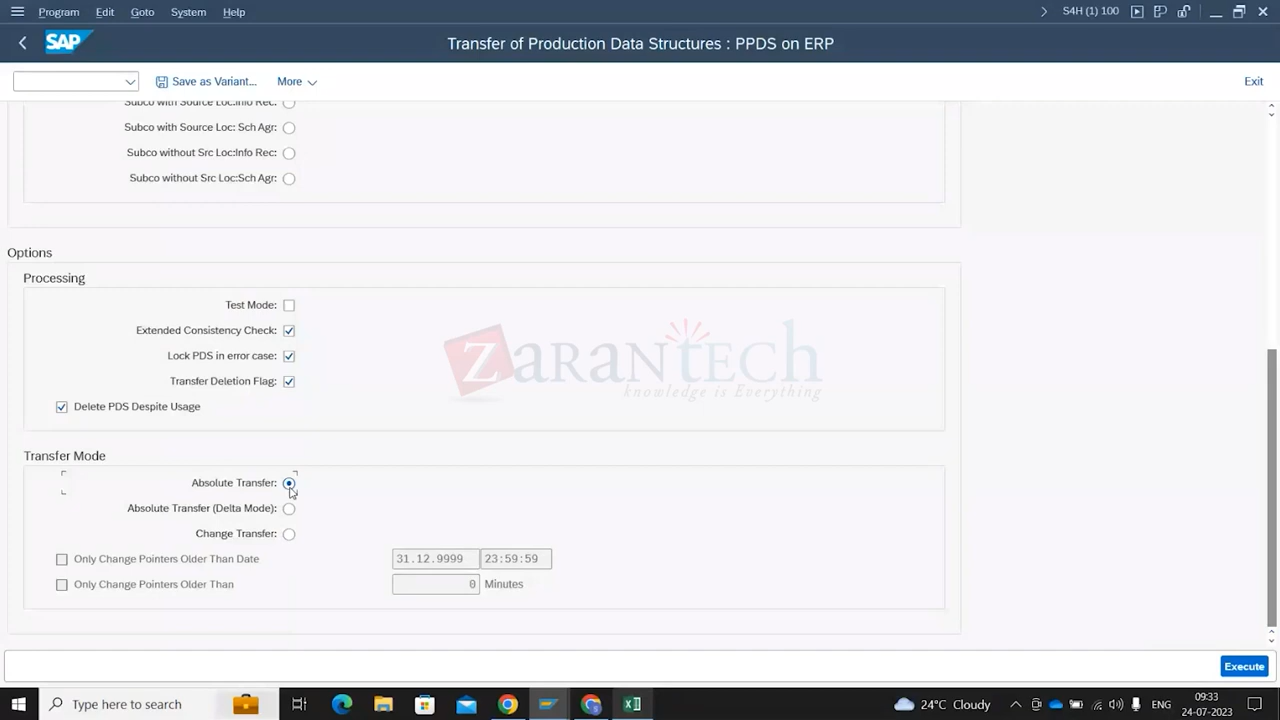 Program Edit Goto System Help S4H (1) 100
SAP Transfer of Production Data Structures : PPDS on ERP
Save as Variant... More Exit
Subco with Source Loc:Info Rec:
Subco with Source Loc: Sch Agr:
Subco without Src Loc:Info Rec:
Subco without Src Loc:Sch Agr:
Options
Processing
Test Mode:
Extended Consistency Check:
Lock PDS in error case:
Transfer Deletion Flag:
Delete PDS Despite Usage
zaranTech
knowledge is Everything
Transfer Mode
Absolute Transfer:
Absolute Transfer (Delta Mode):
Change Transfer:
Only Change Pointers Older Than Date 31.12.9999 23:59:59
Only Change Pointers Older Than 0 Minutes
Execute
Type here to search 24°C Cloudy ENG 09:33
24-07-2023